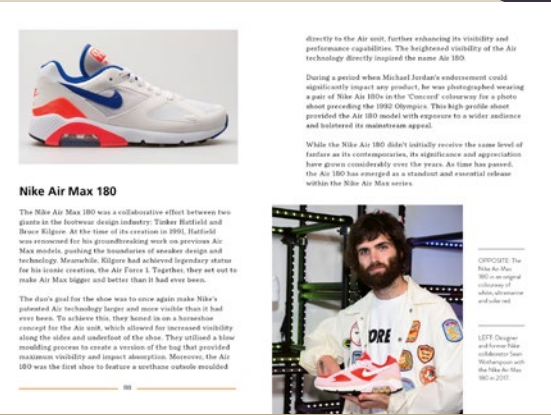 Nike Air Max 180
The Nike Air Max 180 was a collaborative effort between two
giants in the footwear design industry: Tinker Hatfield and
Bruce Kilgore. At the time of its creation in 1991, Hatfield
was renowned for his groundbreaking work on previous Air
Max models, pushing the boundaries of sneaker design and
technology. Meanwhile, Kilgore had achieved legendary status
for his iconic creation, the Air Force 1. Together, they set out to
make Air Max bigger and better than it had ever been.
The duo's goal for the shoe was to once again make Nike's
patented Air technology larger and more visible than it had
ever been. To achieve this, they honed in on a horseshoe
concept for the Air unit, which allowed for increased visibility
along the sides and underfoot of the shoe. They utilised a blow
moulding process to create a version of the bag that provided
maximum visibility and impact absorption. Moreover, the Air
180 was the first shoe to feature a urethane outsole moulded
88
directly to the Air unit, further enhancing its visibility and
performance capabilities. The heightened visibility of the Air
technology directly inspired the name Air 180.
During a period when Michael Jordan's endorsement could
significantly impact any product, he was photographed wearing
a pair of Nike Air 180s in the 'Concord' colourway for a photo
shoot preceding the 1992 Olympics. This high profile shoot
provided the Air 180 model with exposure to a wider audience
and bolstered its mainstream appeal.
While the Nike Air 180 didn't initially receive the same level of
fanfare as its contemporaries, its significance and appreciation
have grown considerably over the years. As time has passed,
the Air 180 has emerged as a standout and essential release
within the Nike Air Max series.
ORE
OPPOSITE: The
Nike Air Max
180 in an original
colourway of
white, ultramarine
and solar red.
LEFT: Designer
and former Nike
collaborator Sean
Wotherspoon with
the Nike Air Max
180 in 2017.